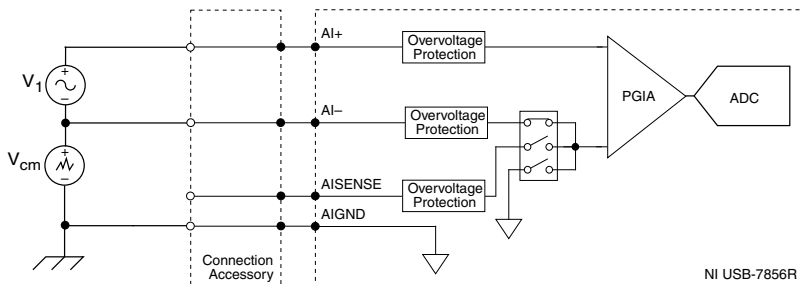 AI+
Overvoltage
Protection
V1
+
−
PGIA
ADC
AI−
Overvoltage
Protection
Vcm
+
−
AISENSE
Overvoltage
Protection
AIGND
Connection
Accessory
NI USB-7856R